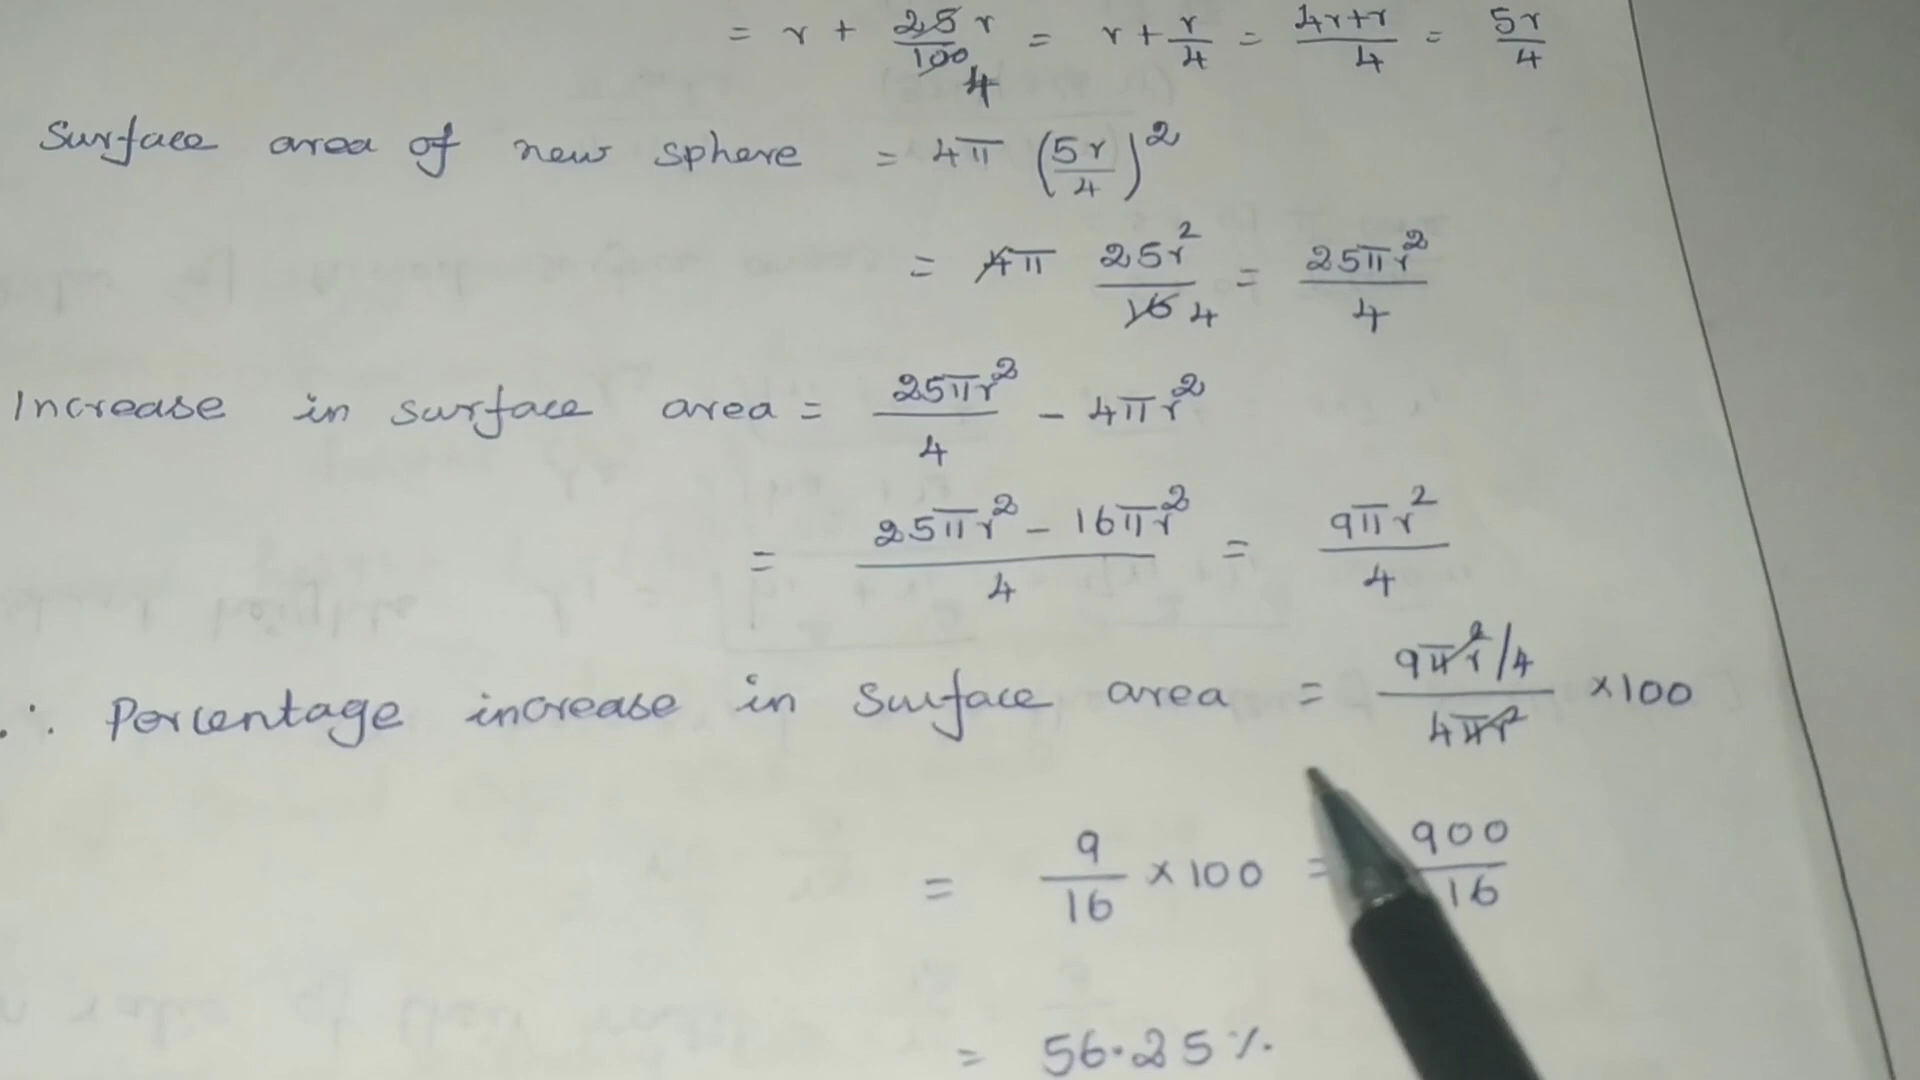 = r + 25r/100 4 = r + r/4 = 4r+r/4 = 5r/4
Surface area of new sphere = 4π (5r/4)²
= 4π 25r²/16 4 = 25πr²/4
Increase in surface area = 25πr²/4 - 4πr²
= 25πr² - 16πr²/4 = 9πr²/4
∴ Percentage increase in surface area = 9πr²/4/4πr² ×100
= 9/16 × 100 = 900/16
= 56.25%.